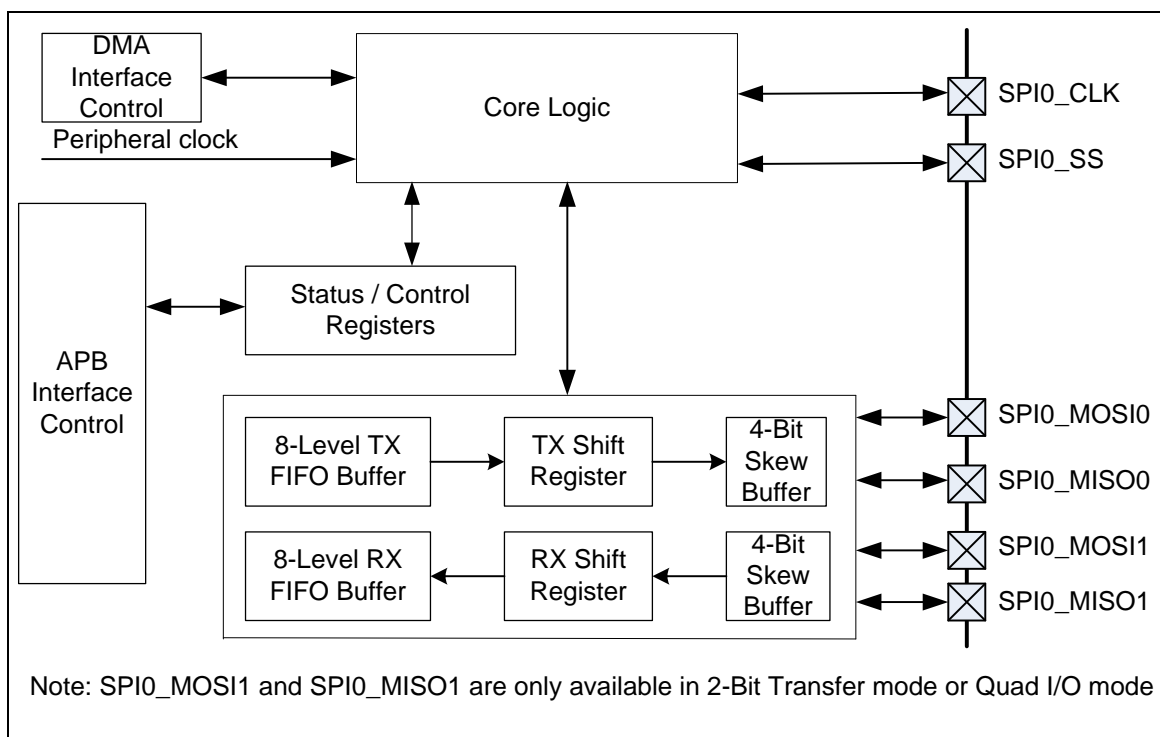 DMA
Interface
Control
Peripheral clock
Core Logic
SPI0_CLK
SPI0_SS
Status / Control
Registers
APB
Interface
Control
8-Level TX
FIFO Buffer
TX Shift
Register
4-Bit
Skew
Buffer
8-Level RX
FIFO Buffer
RX Shift
Register
4-Bit
Skew
Buffer
SPI0_MOSI0
SPI0_MISO0
SPI0_MOSI1
SPI0_MISO1
Note: SPI0_MOSI1 and SPI0_MISO1 are only available in 2-Bit Transfer mode or Quad I/O mode